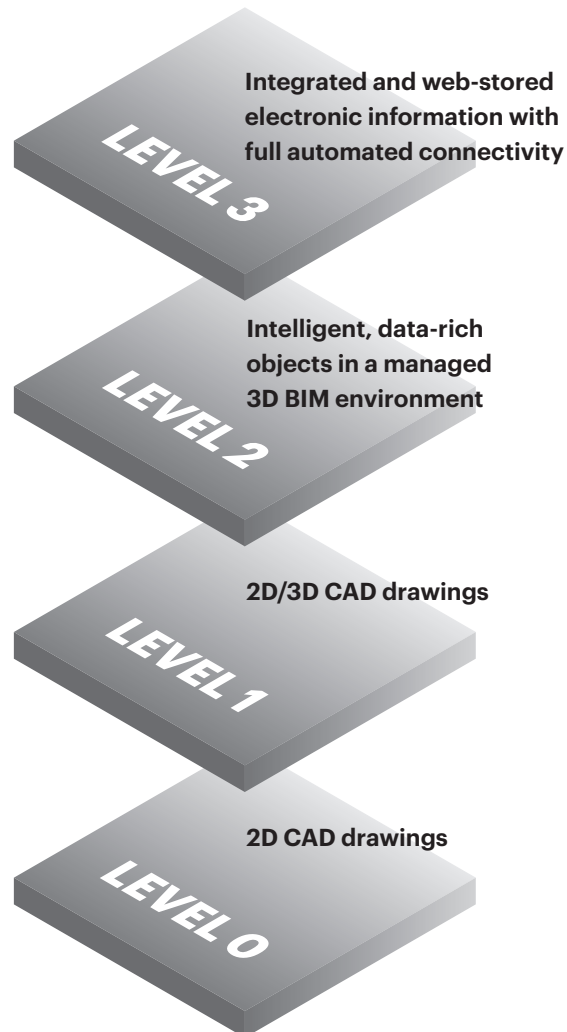 Integrated and web-stored
electronic information with
full automated connectivity
LEVEL 3
Intelligent, data-rich
objects in a managed
3D BIM environment
LEVEL 2
2D/3D CAD drawings
LEVEL 1
2D CAD drawings
LEVEL 0